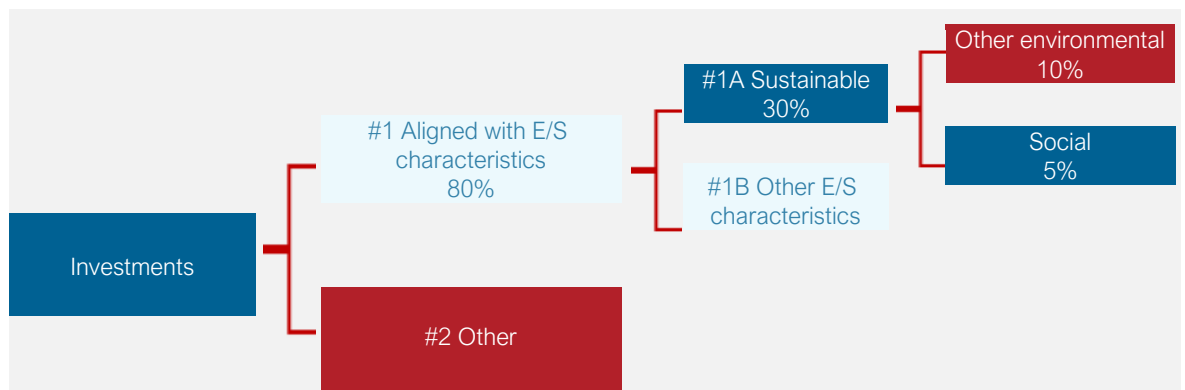 Investments
#1 Aligned with E/S
characteristics
80%
#2 Other
#1A Sustainable
30%
#1B Other E/S
characteristics
Other environmental
10%
Social
5%